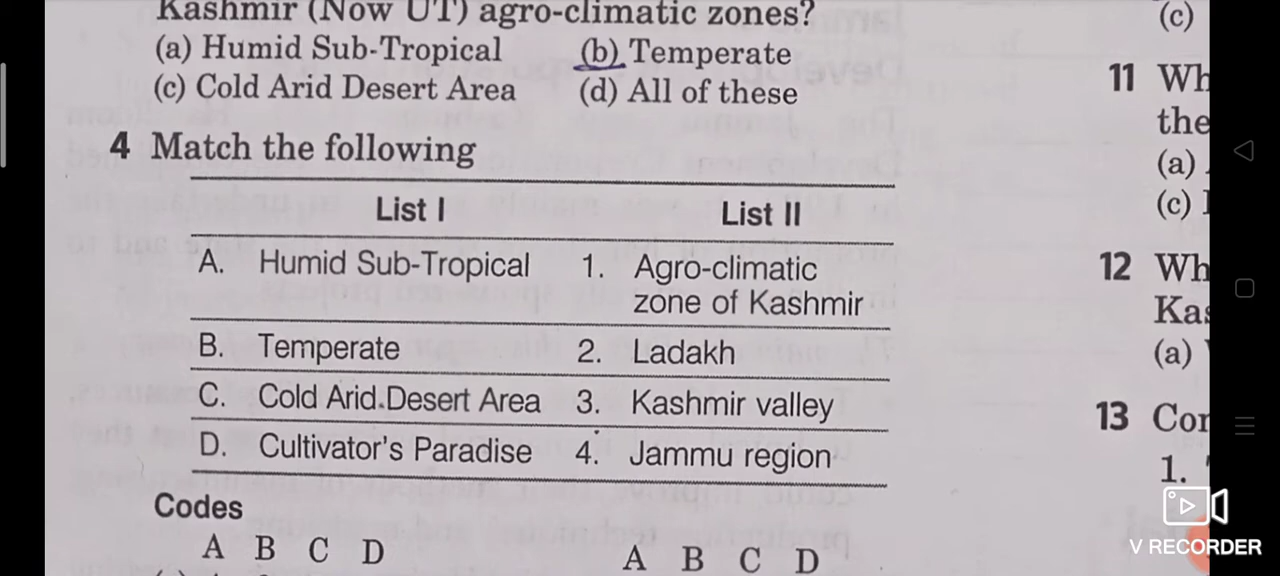 Kashmir (Now UT) agro-climatic zones?
(a) Humid Sub-Tropical (b) Temperate
(c) Cold Arid Desert Area (d) All of these
4 Match the following
List I List II
A. Humid Sub-Tropical 1. Agro-climatic
zone of Kashmir
B. Temperate 2. Ladakh
C. Cold Arid.Desert Area 3. Kashmir valley
D. Cultivator's Paradise 4. Jammu region
Codes
A B C D A B C D
(c)
11 Wh
the
(a)
(c)
12 Wh
Kas
(a)
13 Cor
1.
V RECORDER